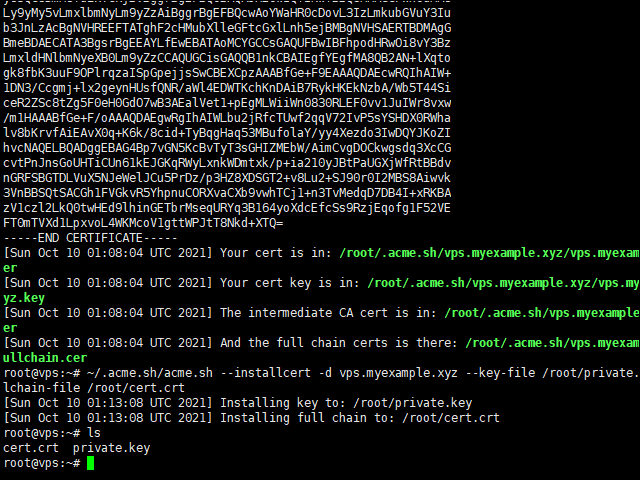 Ly9yMy5vLmxlbmNyLm9yZzAiBggrBgEFBQcwAoYWaHR0cDovL3IzLmkubGVuY3Iu
b3JnLzAcBgNVHREEFTATghF2cHMubXlleGFtcGxlLnh5ejBMBgNVHSAERTBDMAgG
BmeBDAECATA3BgsrBgEEAYLfEwEBATAoMCYGCCsGAQUFBwIBFhpodHRwOi8vY3Bz
LmxldHNlbmNyeXB0Lm9yZzCCAQUGCisGAQQB1nkCBAIEgfYEgfMA8QB2AN+lXqto
gk8fbK3uuF9OPlrqzaISpGpejjsSwCBEXCpzAAABfGe+F9EAAAQDAEcwRQIhAIW+
1DN3/Ccgmj+lx2geynHUsfQNR/aWl4EDWTKchKnDAiB7RykHKEkNzbA/Wb5T44Si
ceR2ZSc8tZg5F0eH0GdO7wB3AEalVet1+pEgMLWiiWn0830RLEF0vv1JuIWr8vxw
/m1HAAABfGe+F/oAAAQDAEgwRgIhAIWLbu2jRfcTUwf2qqV72IvP5sYSHDX0RWha
lv8bKrvfAiEAvX0q+K6k/8cid+TyBqgHaq53MBufolaY/yy4Xezdo3IwDQYJKoZI
hvcNAQELBQADggEBAG4Bp7vGN5KcBvTyT3sGHIZMEbW/AimCvgDOCkwgsdq3XcCG
cvtPnJnsGoUHTiCUn61kEJGKqRWyLxnkWDmtxk/p+ia210yJBtPaUGXjWfRtBBdv
nGRFSBGTDLVuX5NJeWelJCu5PrDz/p3HZ8XDSGT2+v8Lu2+SJ90r0I2MBS8Aiwvk
3VnBBSQtSACGh1FVGkvR5YhpnuCORXvaCXb9vwhTCj1+n3TvMedqD7DB4I+xRKBA
zV1czl2LkQ0twHEd9lhinGETbrMseqURYq3B164yoXdcEfcSs9RzjEqofg1F52VE
FT0mTVXd1LpxvoL4WKMcoV1gttWPJtT8Nkd+XTQ=
-----END CERTIFICATE-----
[Sun Oct 10 01:08:04 UTC 2021] Your cert is in: /root/.acme.sh/vps.myexample.xyz/vps.myexam
er
[Sun Oct 10 01:08:04 UTC 2021] Your cert key is in: /root/.acme.sh/vps.myexample.xyz/vps.my
yz.key
[Sun Oct 10 01:08:04 UTC 2021] The intermediate CA cert is in: /root/.acme.sh/vps.myexample
er
[Sun Oct 10 01:08:04 UTC 2021] And the full chain certs is there: /root/.acme.sh/vps.myexam
ullchain.cer
root@vps:~# ~/.acme.sh/acme.sh --installcert -d vps.myexample.xyz --key-file /root/private.
lchain-file /root/cert.crt
[Sun Oct 10 01:13:08 UTC 2021] Installing key to: /root/private.key
[Sun Oct 10 01:13:08 UTC 2021] Installing full chain to: /root/cert.crt
root@vps:~# ls
cert.crt  private.key
root@vps:~#